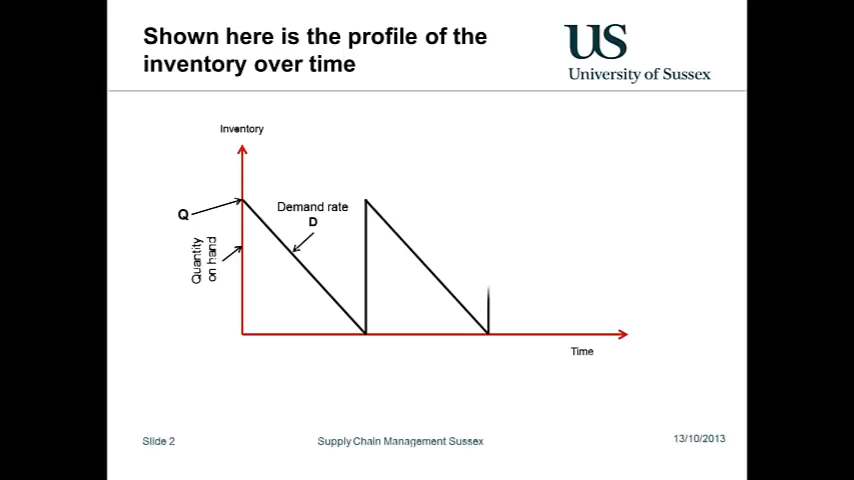 Shown here is the profile of the
inventory over time
US
University of Sussex
Inventory
Q
Demand rate
D
Quantity
on hand
Time
Slide 2
Supply Chain Management Sussex
13/10/2013